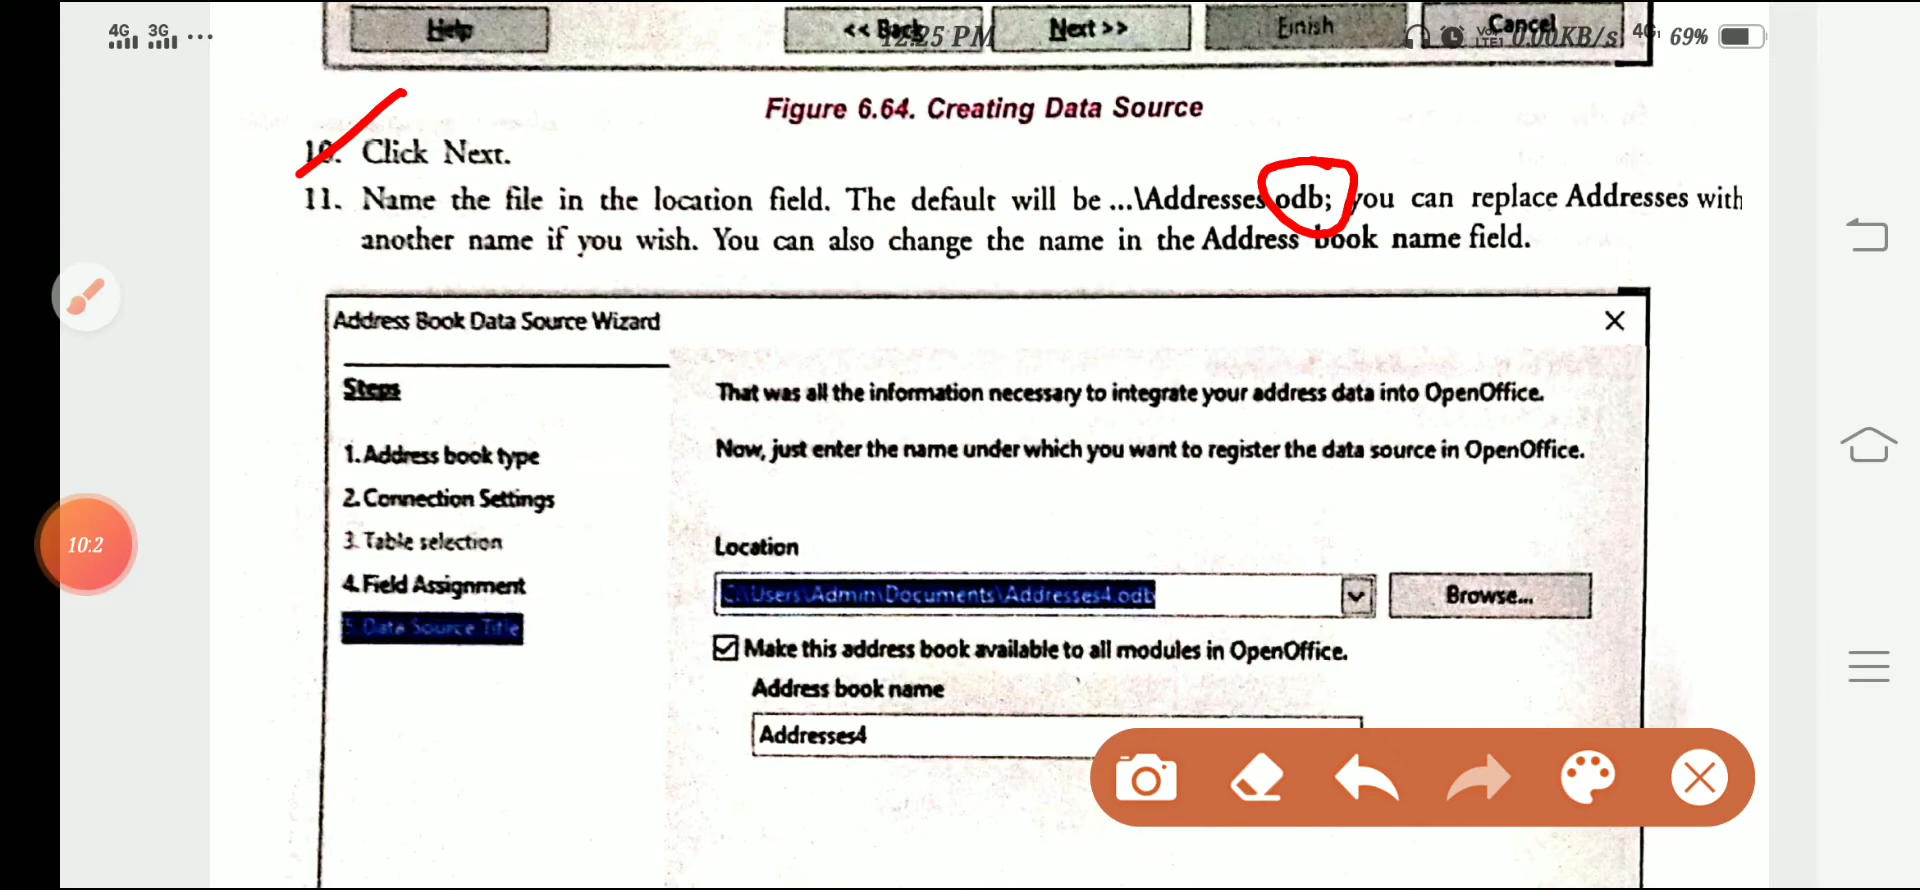 4G 3G ...
Help << Back Next >> Finish Cancel
12:25 PM 0.00KB/s 4G 69%
Figure 6.64. Creating Data Source
10. Click Next.
11. Name the file in the location field. The default will be ...\Addresses odb; you can replace Addresses with
another name if you wish. You can also change the name in the Address book name field.
Address Book Data Source Wizard
Steps
That was all the information necessary to integrate your address data into OpenOffice.
Now, just enter the name under which you want to register the data source in OpenOffice.
1. Address book type
2. Connection Settings
3. Table selection
4. Field Assignment
5. Data Source Title
Location
C:\Users\Admin\Documents\Addresses4.odb
Browse...
Make this address book available to all modules in OpenOffice.
Address book name
Addresses4
10:2